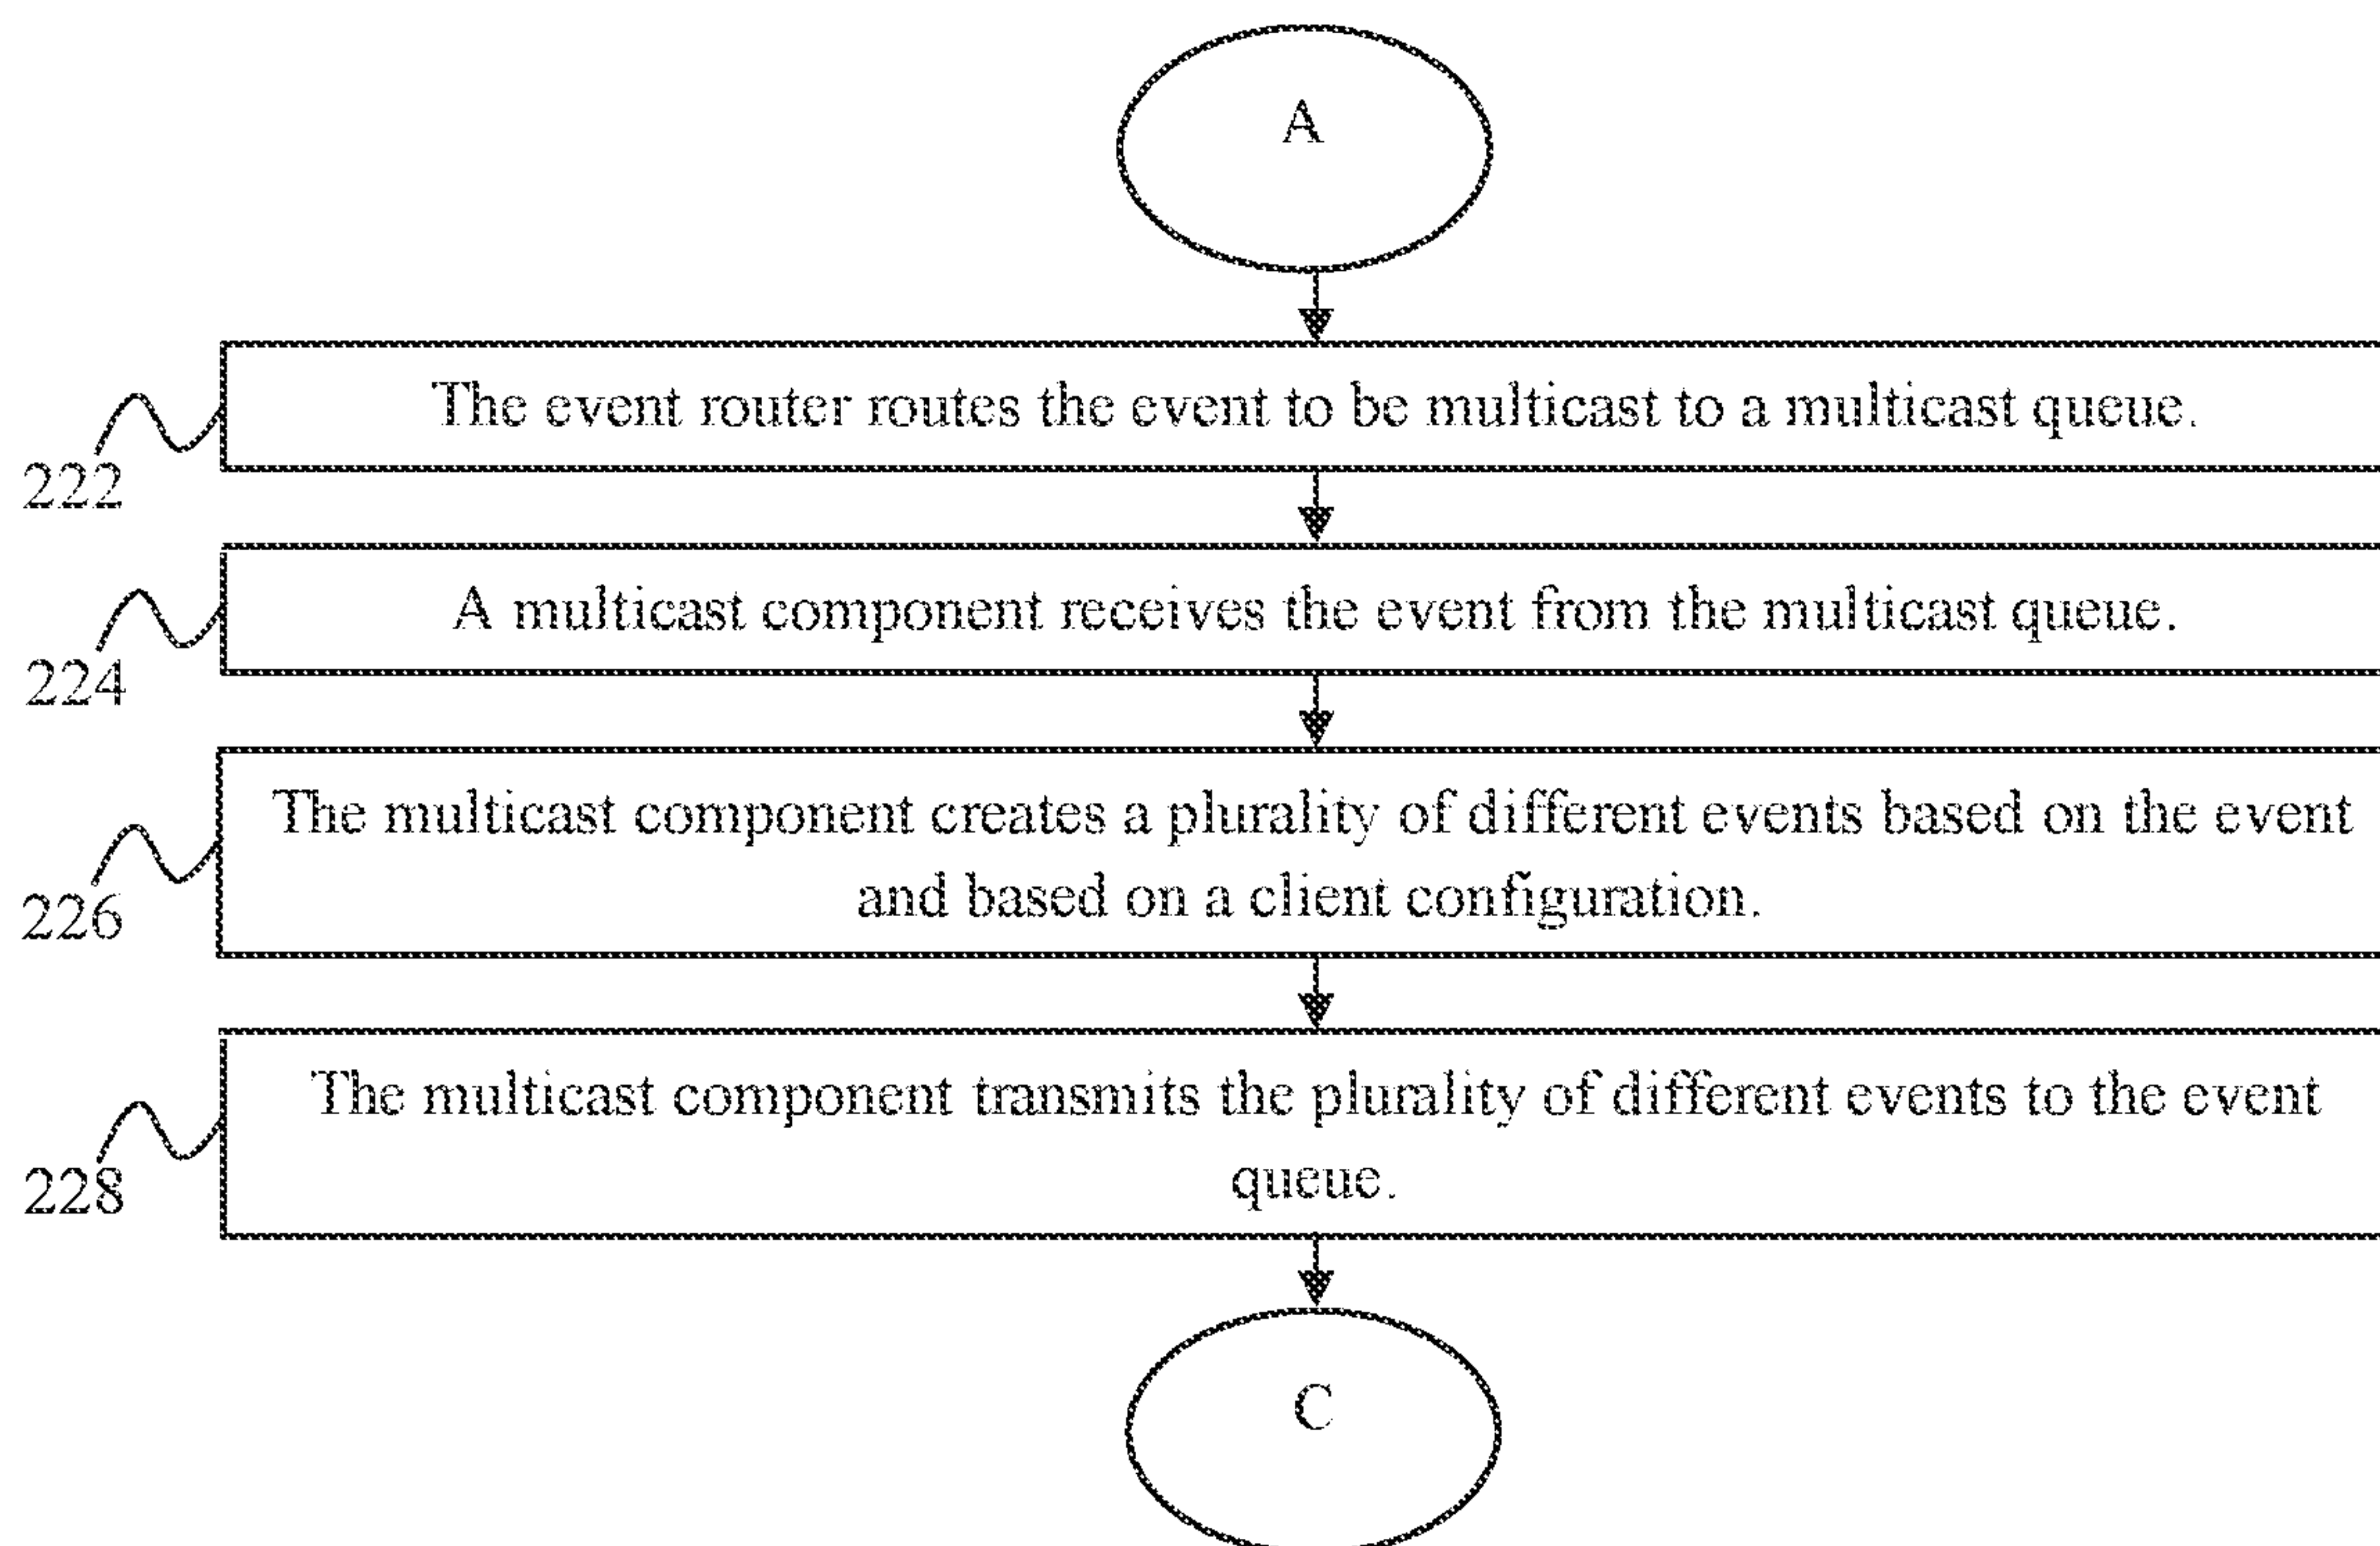 A
The event router routes the event to be multicast to a multicast queue.
222
A multicast component receives the event from the multicast queue.
224
The multicast component creates a plurality of different events based on the event
and based on a client configuration.
226
The multicast component transmits the plurality of different events to the event
queue.
228
C